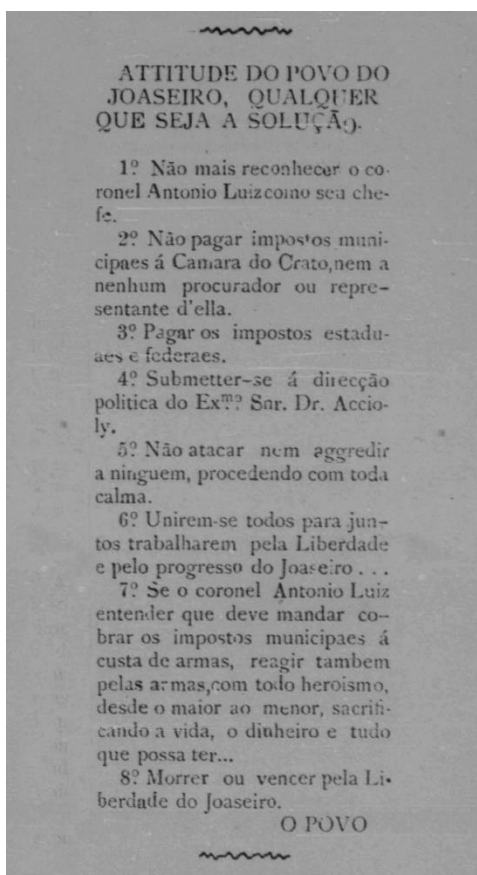 ATTITUDE DO POVO DO
JOASEIRO, QUALQUER
QUE SEJA A SOLUÇÃO.
1º Não mais reconhecer o co-
ronel Antonio Luiz como seu che-
fe.
2º Não pagar impostos muni-
cipaes á Camara do Crato, nem a
nenhum procurador ou repre-
sentante d'ella.
3º Pagar os impostos estadu-
aes e federaes.
4º Submetter-se á direcção
politica do Exmº Snr. Dr. Accio-
ly.
5º Não atacar nem aggredir
a ninguem, procedendo com toda
calma.
6º Unirem-se todos para jun-
tos trabalharem pela Liberdade
e pelo progresso do Joaseiro . . .
7º Se o coronel Antonio Luiz
entender que deve mandar co-
brar os impostos municipaes á
custa de armas, reagir tambem
pelas armas, com todo heroismo,
desde o maior ao menor, sacrifi-
cando a vida, o dinheiro e tudo
que possa ter...
8º Morrer ou vencer pela Li-
berdade do Joaseiro.
O POVO